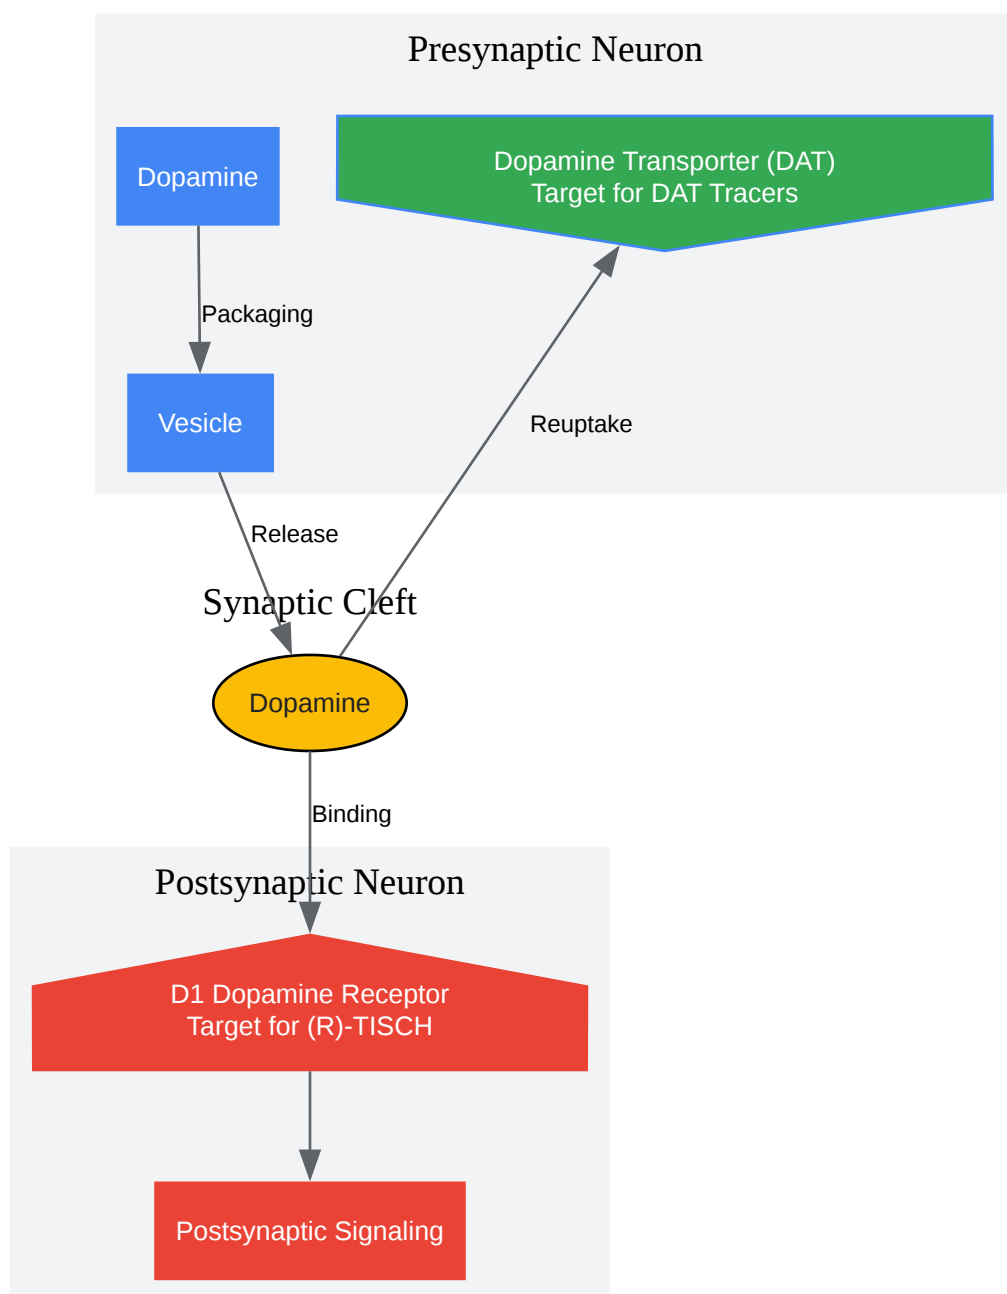 Presynaptic Neuron
Dopamine
Dopamine Transporter (DAT)
Target for DAT Tracers
Packaging
Vesicle
Reuptake
Release
Synaptic Cleft
Dopamine
Binding
Postsynaptic Neuron
D1 Dopamine Receptor
Target for (R)-TISCH
Postsynaptic Signaling